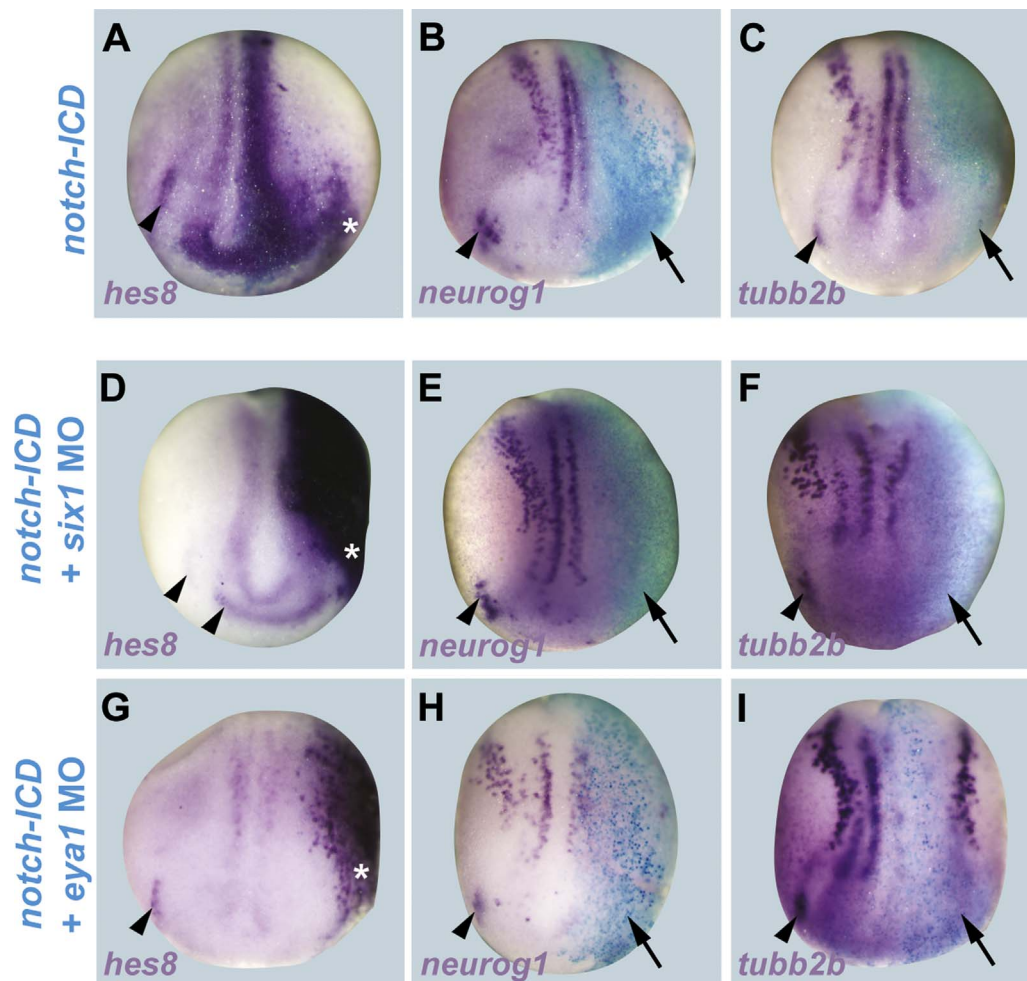 notch-ICD
A
hes8
*
B
neurog1
C
tubb2b
notch-ICD
+ six1 MO
D
hes8
*
E
neurog1
F
tubb2b
notch-ICD
+ eya1 MO
G
hes8
*
H
neurog1
I
tubb2b